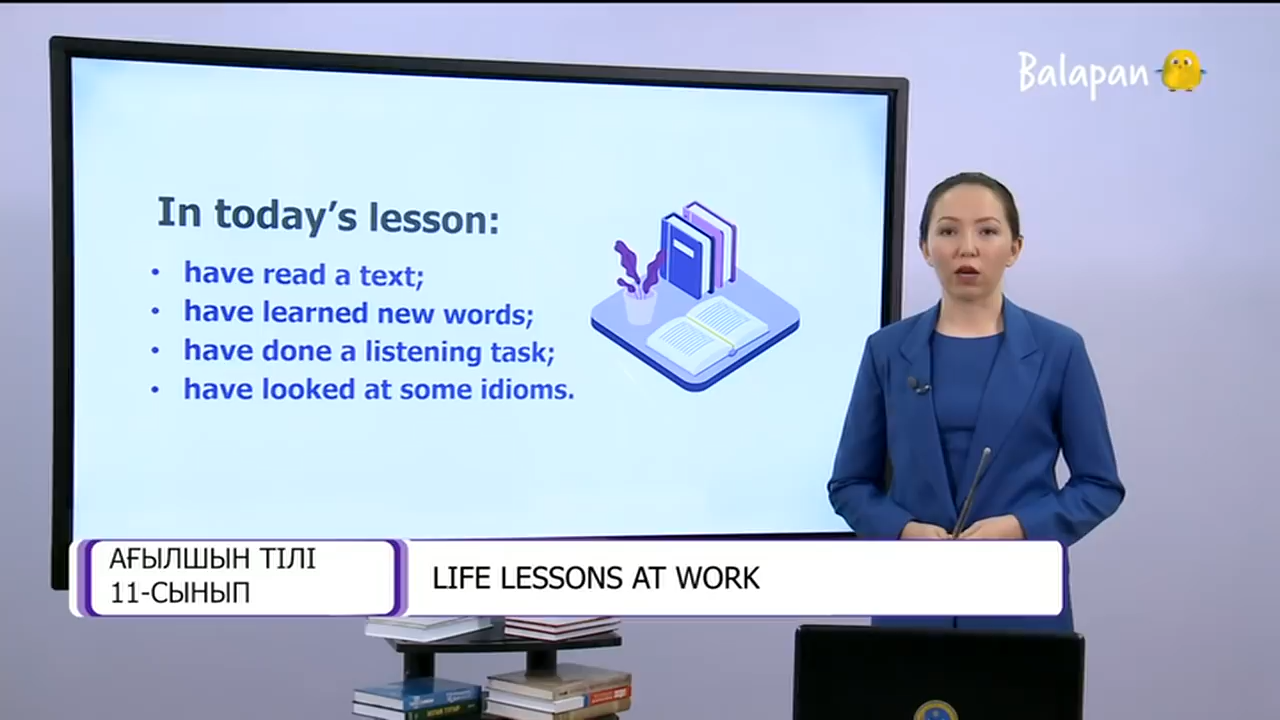 Balapan
In today’s lesson:
• have read a text;
• have learned new words;
• have done a listening task;
• have looked at some idioms.
АҒЫЛШЫН ТІЛІ
11-СЫНЫП
LIFE LESSONS AT WORK